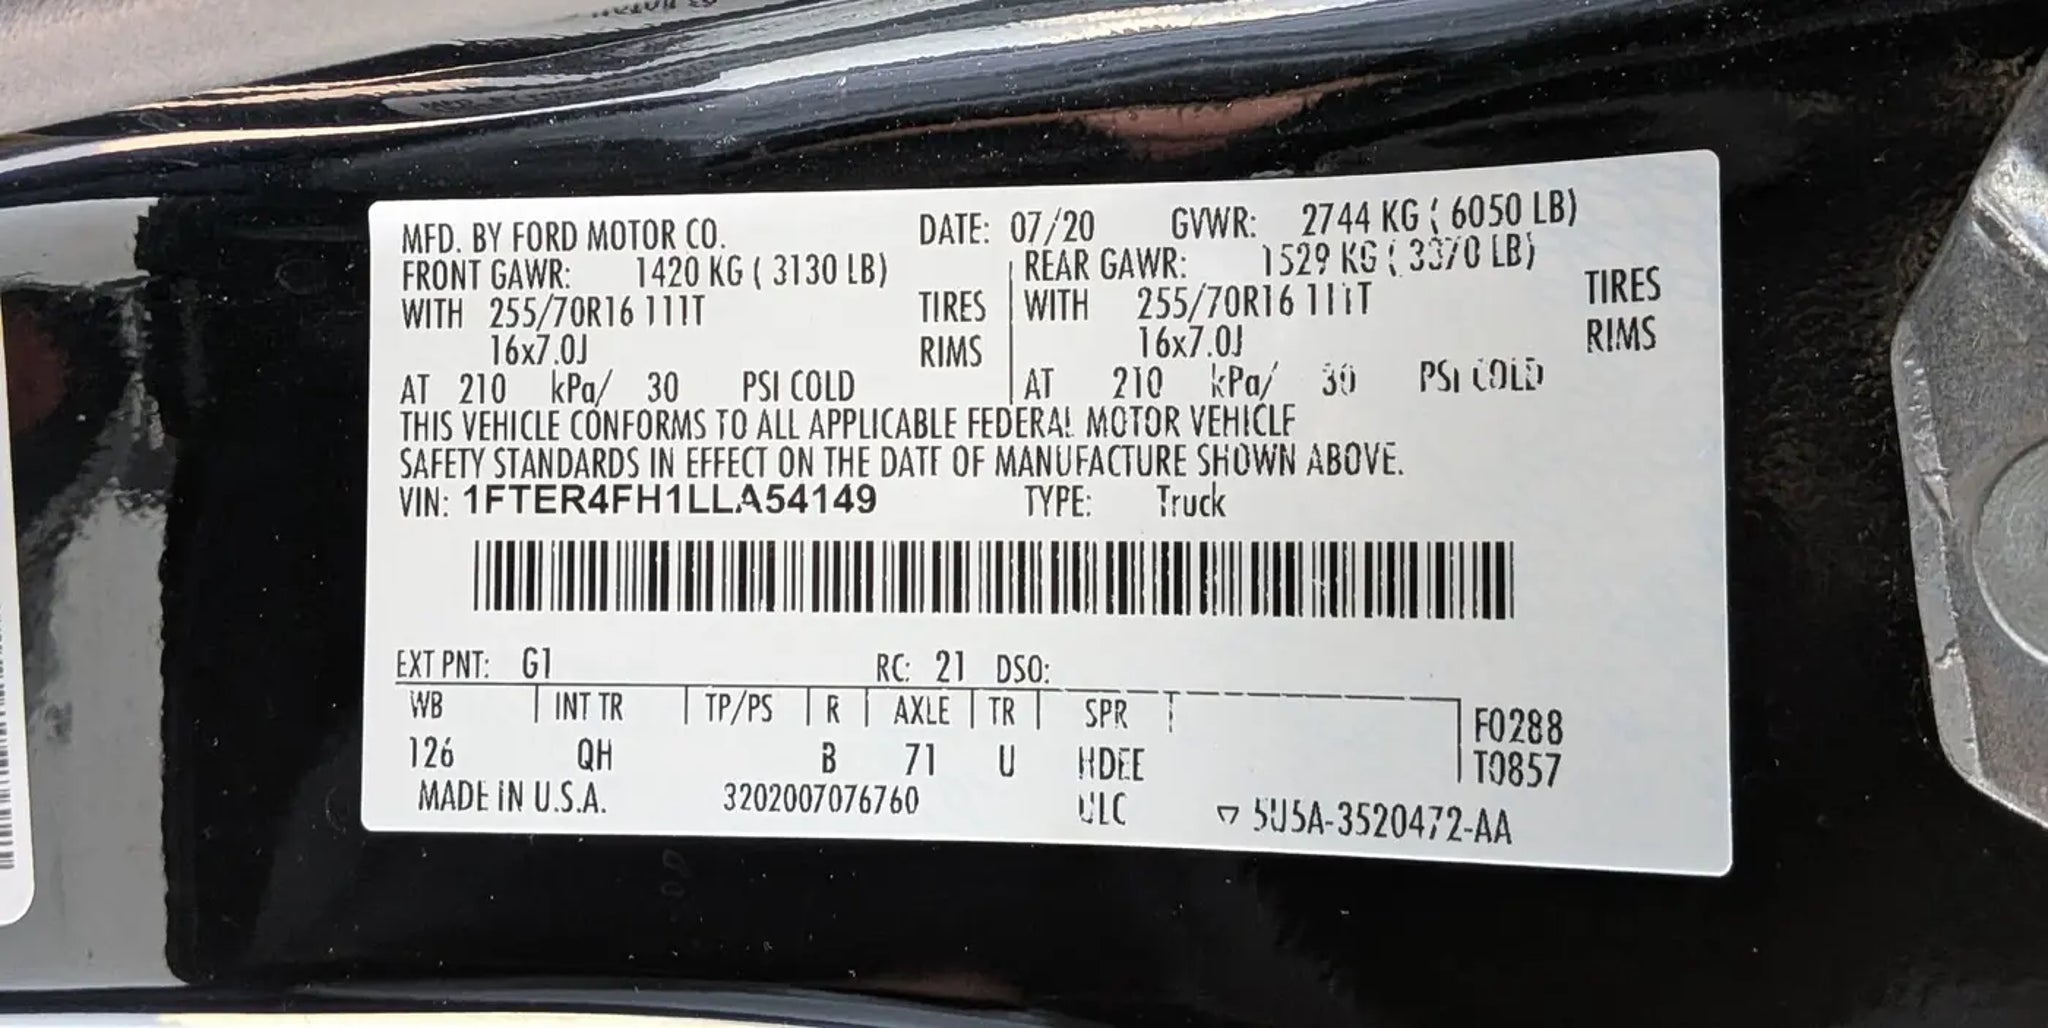 MFD. BY FORD MOTOR CO. DATE: 07/20 GVWR: 2744 KG ( 6050 LB)
FRONT GAWR: 1420 KG ( 3130 LB) REAR GAWR: 1529 KG ( 3370 LB)
WITH 255/70R16 111T TIRES WITH 255/70R16 111T TIRES
16x7.0J RIMS 16x7.0J RIMS
AT 210 kPa/ 30 PSI COLD AT 210 kPa/ 30 PSI COLD
THIS VEHICLE CONFORMS TO ALL APPLICABLE FEDERAL MOTOR VEHICLE
SAFETY STANDARDS IN EFFECT ON THE DATE OF MANUFACTURE SHOWN ABOVE.
VIN: 1FTER4FH1LLA54149 TYPE: Truck
EXT PNT: G1 RC: 21 DSO:
WB INT TR TP/PS R AXLE TR SPR F0288
126 QH B 71 U HDEE T0857
MADE IN U.S.A. 3202007076760 ULC ▽ 5U5A-3520472-AA